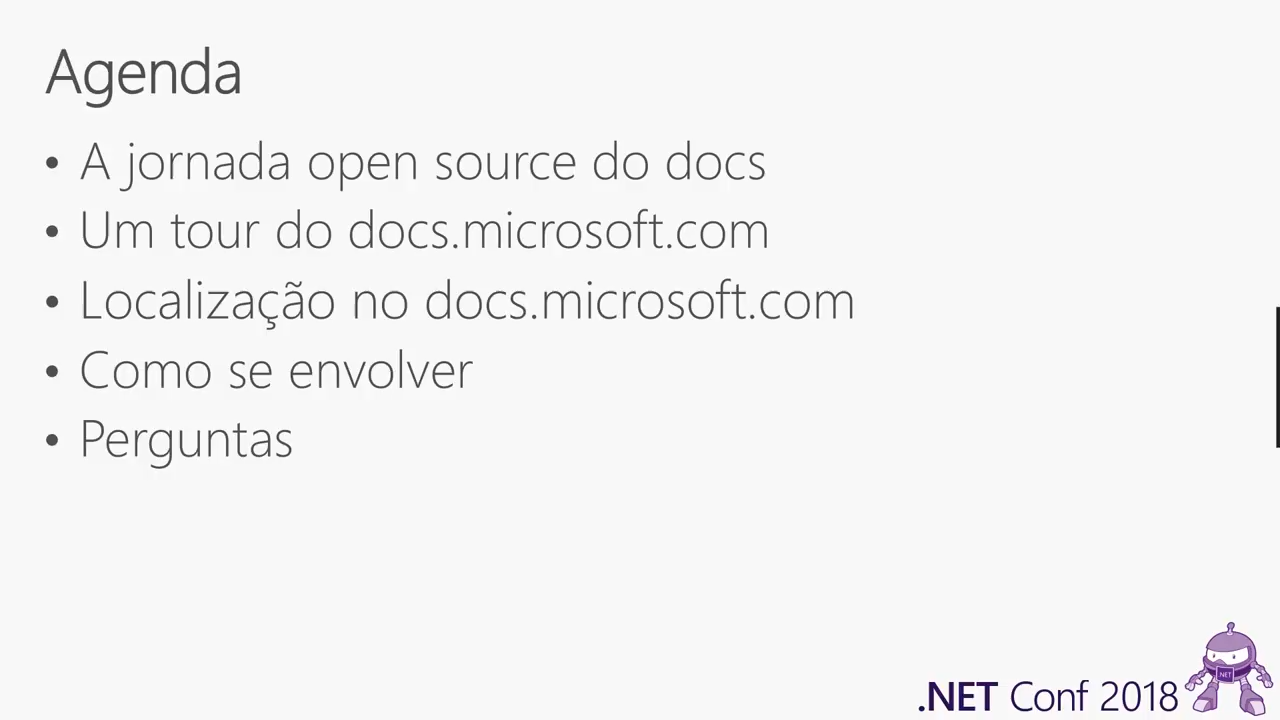 Agenda
• A jornada open source do docs
• Um tour do docs.microsoft.com
• Localização no docs.microsoft.com
• Como se envolver
• Perguntas
.NET Conf 2018
.NET